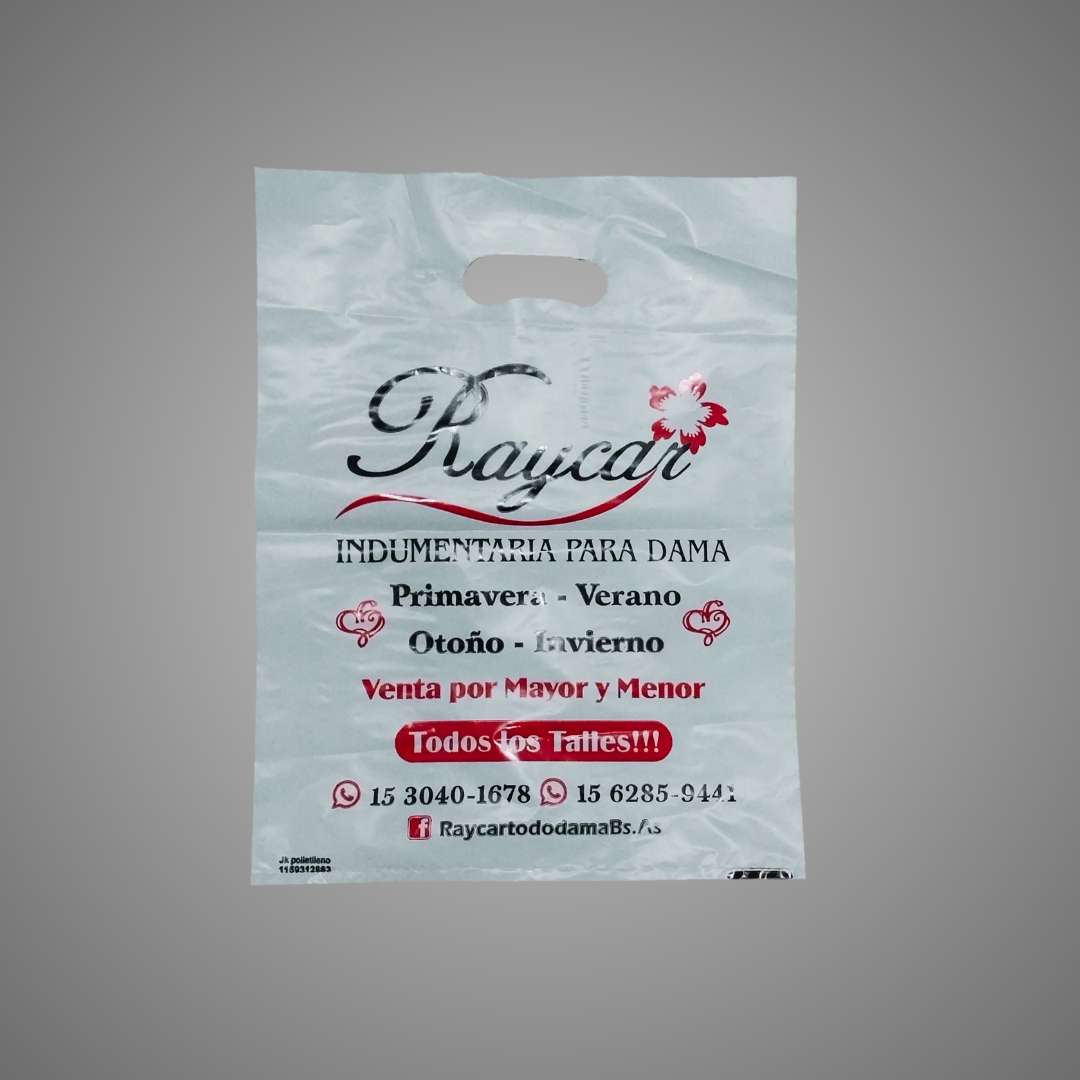 Raycar
INDUMENTARIA PARA DAMA
Primavera - Verano
Otoño - Invierno
Venta por Mayor y Menor
Todos los Talles!!!
15 3040-1678 15 6285-9441
RaycartododamaBs.As
Jk polietileno
1159312863